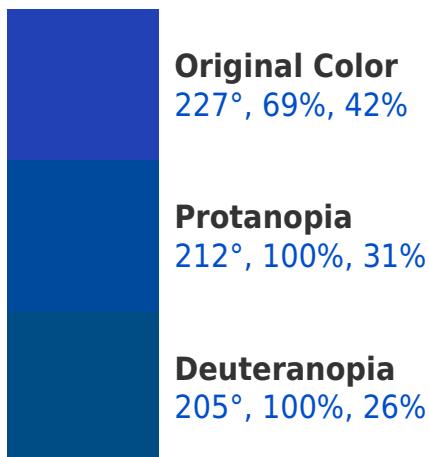 Original Color
227°, 69%, 42%
Protanopia
212°, 100%, 31%
Deuteranopia
205°, 100%, 26%